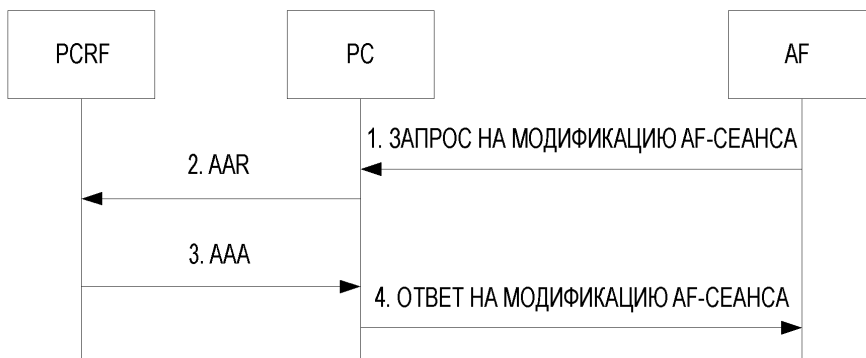 PCRF
PC
AF
1. ЗАПРОС НА МОДИФИКАЦИЮ AF-СЕАНСА
2. AAR
3. AAA
4. ОТВЕТ НА МОДИФИКАЦИЮ AF-СЕАНСА